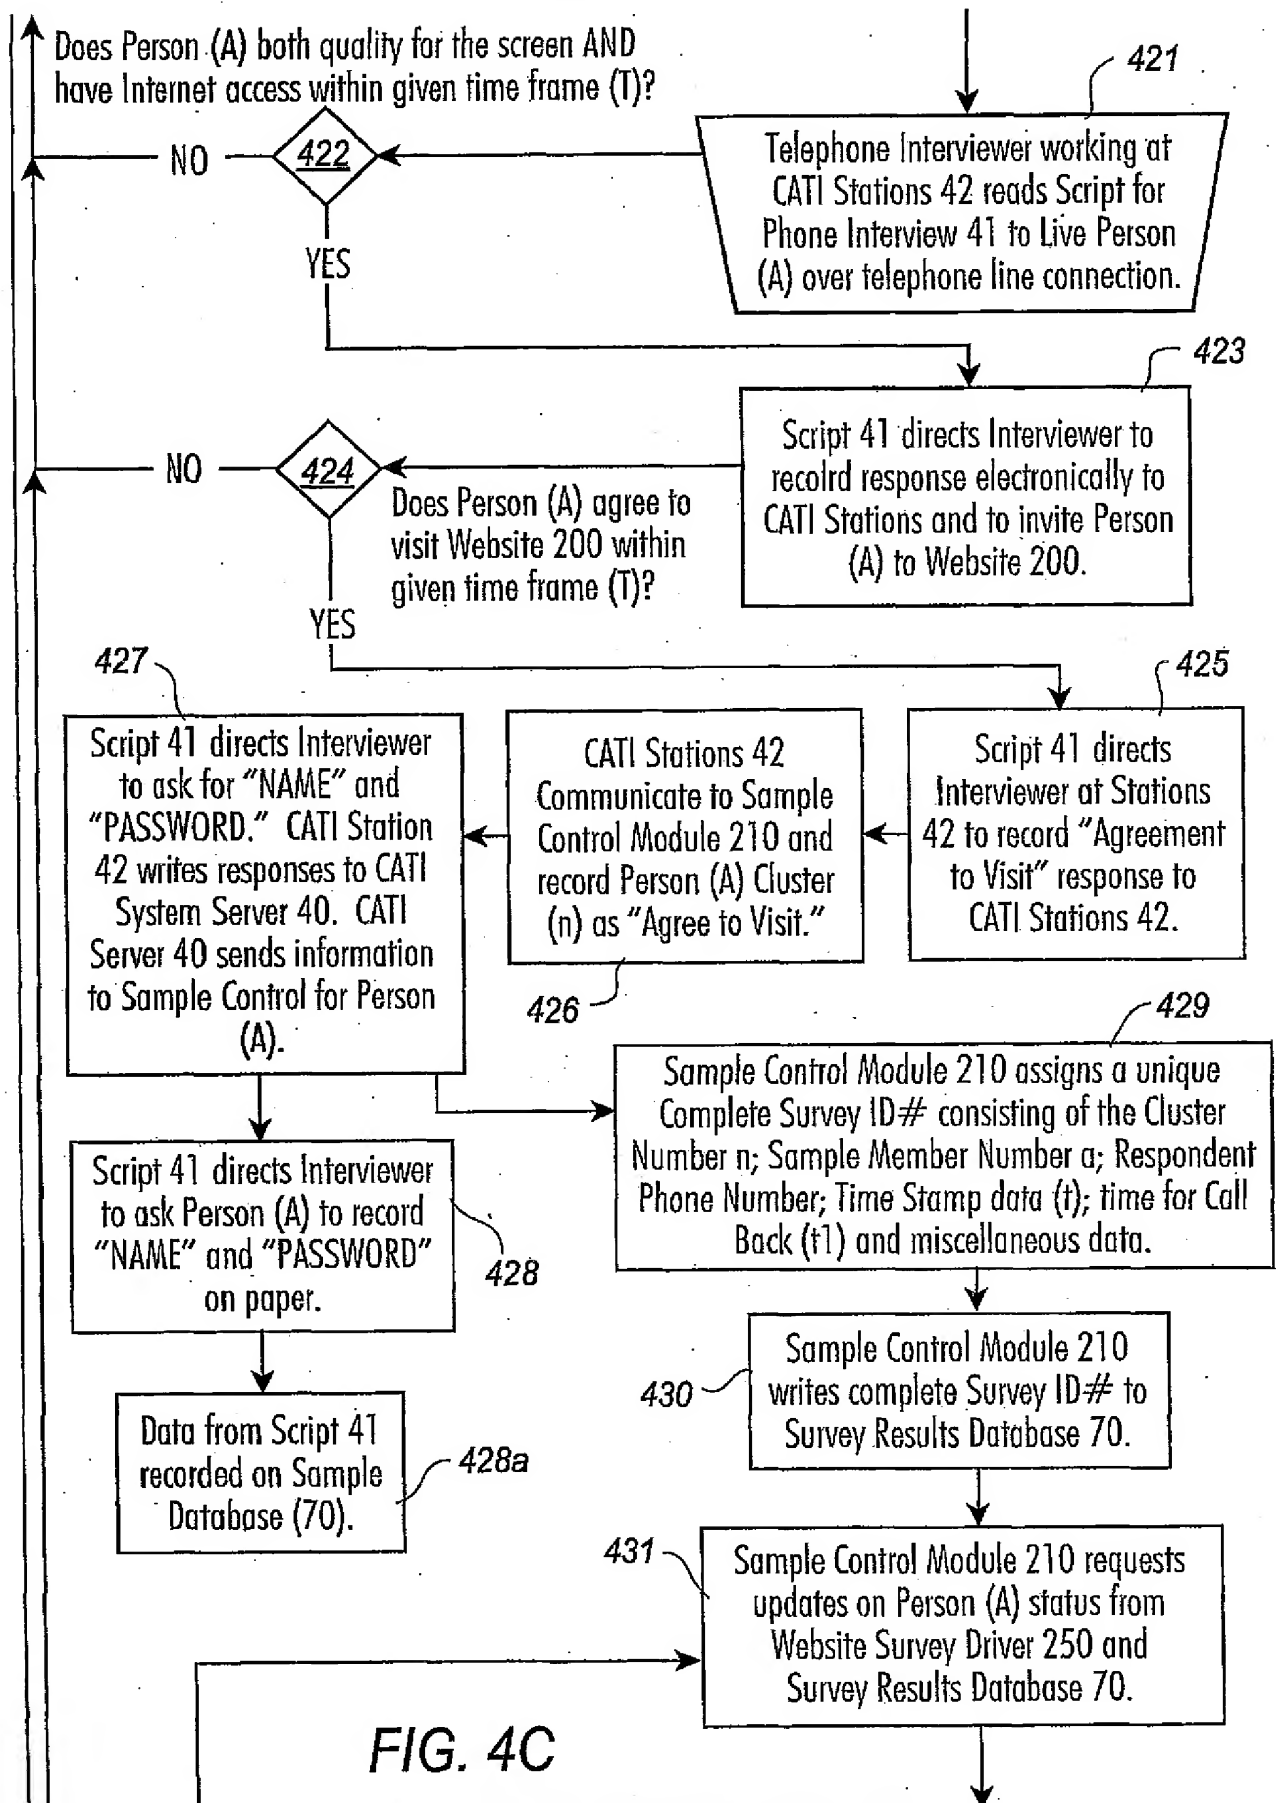 Does Person (A) both quality for the screen AND
have Internet access within given time frame (T)?
421
422
NO
YES
Telephone Interviewer working at
CATI Stations 42 reads Script for
Phone Interview 41 to Live Person
(A) over telephone line connection.
423
Script 41 directs Interviewer to
recolrd response electronically to
CATI Stations and to invite Person
(A) to Website 200.
424
NO
Does Person (A) agree to
visit Website 200 within
given time frame (T)?
YES
425
Script 41 directs
Interviewer at Stations
42 to record "Agreement
to Visit" response to
CATI Stations 42.
CATI Stations 42
Communicate to Sample
Control Module 210 and
record Person (A) Cluster
(n) as "Agree to Visit."
426
427
Script 41 directs Interviewer
to ask for "NAME" and
"PASSWORD." CATI Station
42 writes responses to CATI
System Server 40. CATI
Server 40 sends information
to Sample Control for Person
(A).
Script 41 directs Interviewer
to ask Person (A) to record
"NAME" and "PASSWORD"
on paper.
428
Data from Script 41
recorded on Sample
Database (70).
428a
429
Sample Control Module 210 assigns a unique
Complete Survey ID# consisting of the Cluster
Number n; Sample Member Number a; Respondent
Phone Number; Time Stamp data (t); time for Call
Back (t1) and miscellaneous data.
430
Sample Control Module 210
writes complete Survey ID# to
Survey Results Database 70.
431
Sample Control Module 210 requests
updates on Person (A) status from
Website Survey Driver 250 and
Survey Results Database 70.
FIG. 4C